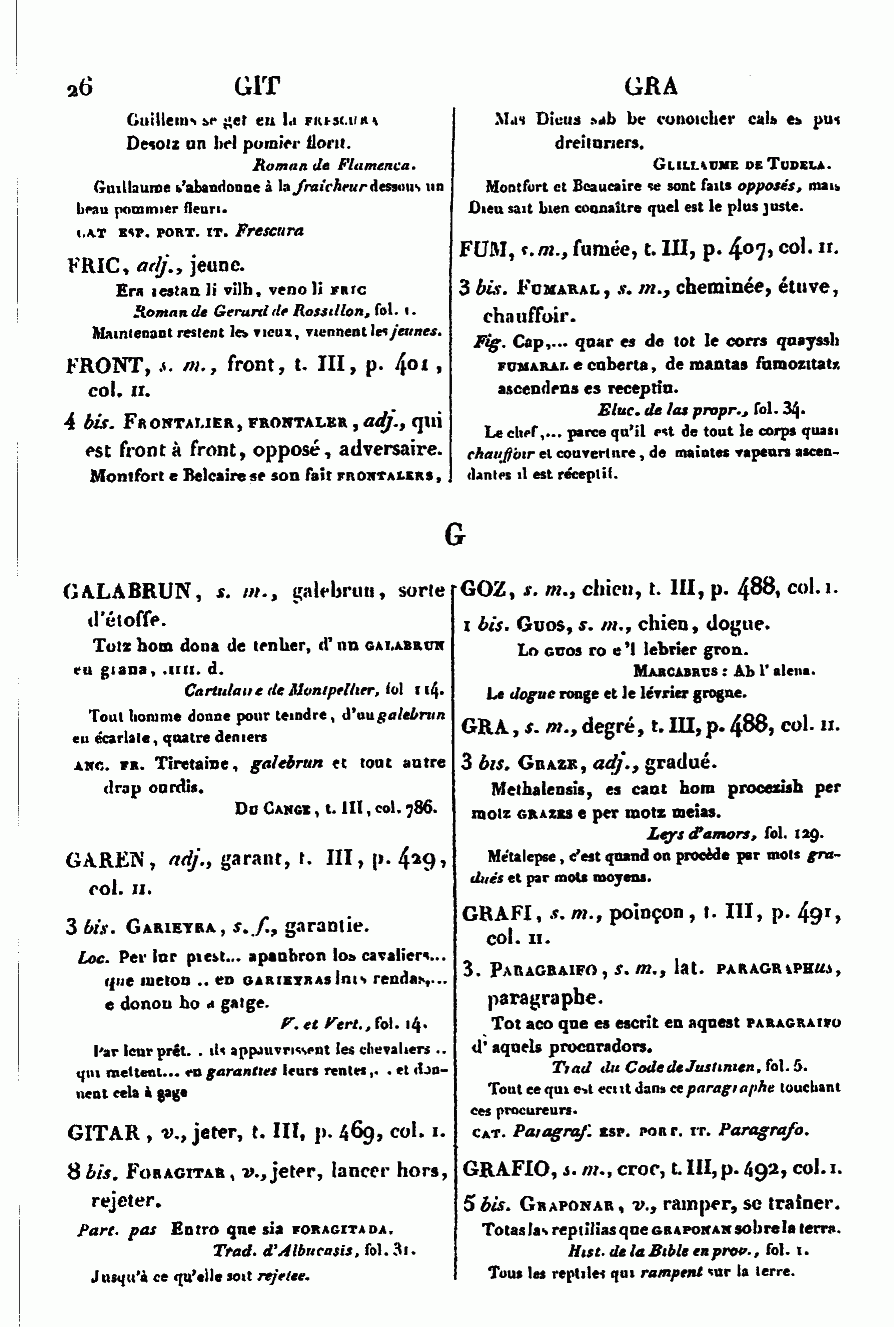 26 GIT GRA
Guillems se get en la FRESCURA
Desotz un bel pomier florit.
Roman de Flamenca.
Guillaume s'abandonne à la fraîcheur dessous un
beau pommier fleuri.
CAT ESP. PORT. IT. Frescura
FRIC, adj., jeune.
Era restan li vilh, veno li FRIC
Roman de Gerard de Rossillon, fol. 1.
Maintenant restent les vieux, viennent les jeunes.
FRONT, s. m., front, t. III, p. 401,
col. II.
4 bis. FRONTALIER, FRONTALER, adj., qui
est front à front, opposé, adversaire.
Montfort e Belcaire se son fait FRONTALERS,
Mas Dieus sab be conoicher cals es pus
dreituriers.
GUILLAUME DE TUDELA.
Montfort et Beaucaire se sont faits opposés, mais
Dieu sait bien connaître quel est le plus juste.
FUM, s. m., fumée, t. III, p. 407, col. II.
3 bis. FUMARAL, s. m., cheminée, étuve,
chauffoir.
Fig. Cap,... quar es de tot le corrs quayssh
FUMARAL e cuberta, de mantas fumozitatz
ascendens es receptiu.
Eluc. de las propr., fol. 34.
Le chef,... parce qu'il est de tout le corps quasi
chauffoir et couverture, de maintes vapeurs ascen-
dantes il est réceptif.
G
GALABRUN, s. m., galebrun, sorte
d'étoffe.
Totz hom dona de tenher, d'un GALABRUN
en grana, .IIII. d.
Cartulaire de Montpellier, fol 114.
Tout homme donne pour teindre, d'un galebrun
en écarlate, quatre deniers
ANC. FR. Tiretaine, galebrun et tout autre
drap ourdis.
DU CANGE, t. III, col. 786.
GAREN, adj., garant, t. III, p. 429,
col. II.
3 bis. GARIEYRA, s. f., garantie.
Loc. Per lur prest... apaubron los cavaliers...
que meton .. en GARIEYRAS lurs rendas,...
e donon ho a gatge.
V. et Vert., fol. 14.
Par leur prêt. . ils appauvrissent les chevaliers ..
qui mettent... en garanties leurs rentes,. . et don-
nent cela à gage
GITAR, v., jeter, t. III, p. 469, col. I.
8 bis. FORAGITAR, v., jeter, lancer hors,
rejeter.
Part. pas Entro que sia FORAGITADA.
Trad. d'Albucasis, fol. 31.
Jusqu'à ce qu'elle soit rejetee.
GOZ, s. m., chien, t. III, p. 488, col. I.
1 bis. GUOS, s. m., chien, dogue.
Lo GUOS ro e'l lebrier gron.
MARCABRUS : Ab l'alena.
Le dogue ronge et le lévrier grogne.
GRA, s. m., degré, t. III, p. 488, col. II.
3 bis. GRAZE, adj., gradué.
Methalensis, es cant hom procezish per
motz GRAZES e per motz meias.
Leys d'amors, fol. 129.
Métalepse, c'est quand on procède par mots gra-
dués et par mots moyens.
GRAFI, s. m., poinçon, t. III, p. 491,
col. II.
3. PARAGRAIFO, s. m., lat. PARAGRAPHUS,
paragraphe.
Tot aco que es escrit en aquest PARAGRAIFO
d'aquels procuradors.
Trad du Code de Justinien, fol. 5.
Tout ce qui est écrit dans ce paragraphe touchant
ces procureurs.
CAT. Paragraf. ESP. PORT. IT. Paragrafo.
GRAFIO, s. m., croc, t. III, p. 492, col. I.
5 bis. GRAPONAR, v., ramper, se traîner.
Totas las reptilias que GRAPONAN sobre la terra.
Hist. de la Bible en prov., fol. 1.
Tous les reptiles qui rampent sur la terre.